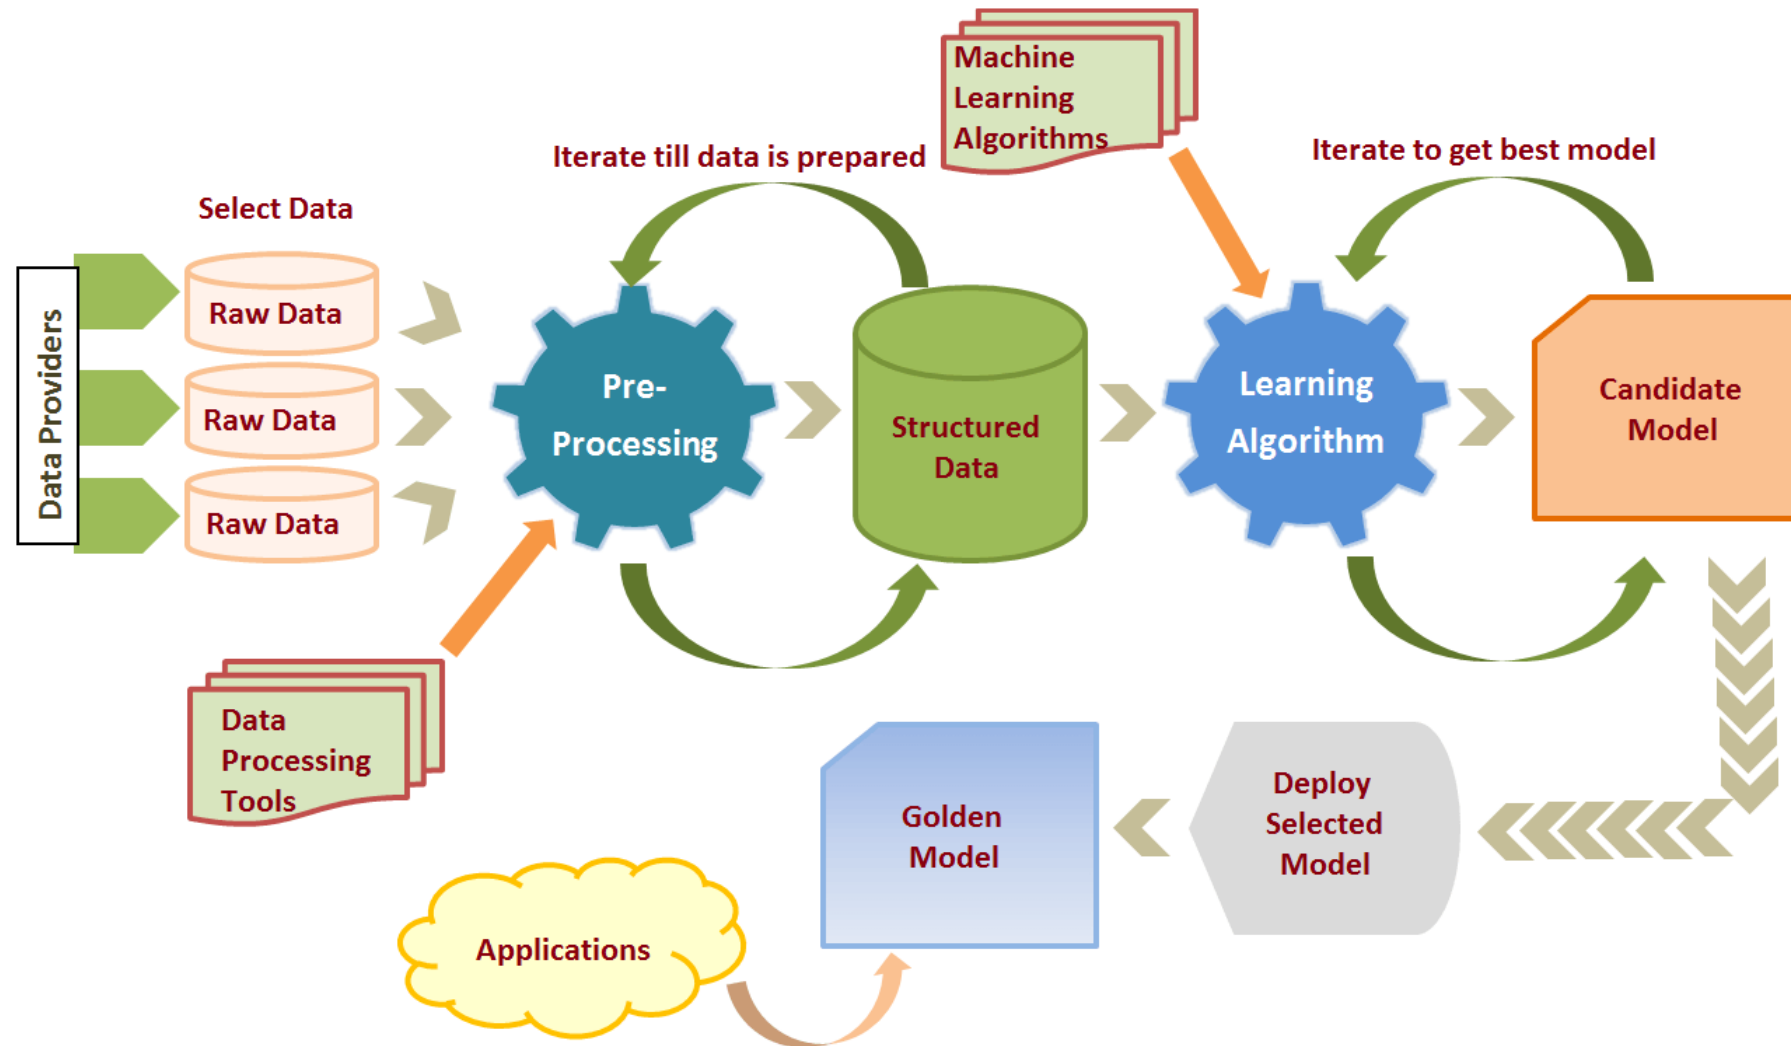 Machine
Learning
Algorithms
Iterate till data is prepared
Iterate to get best model
Select Data
Data Providers
Raw Data
Raw Data
Raw Data
Pre-
Processing
Structured
Data
Learning
Algorithm
Candidate
Model
Data
Processing
Tools
Golden
Model
Deploy
Selected
Model
Applications